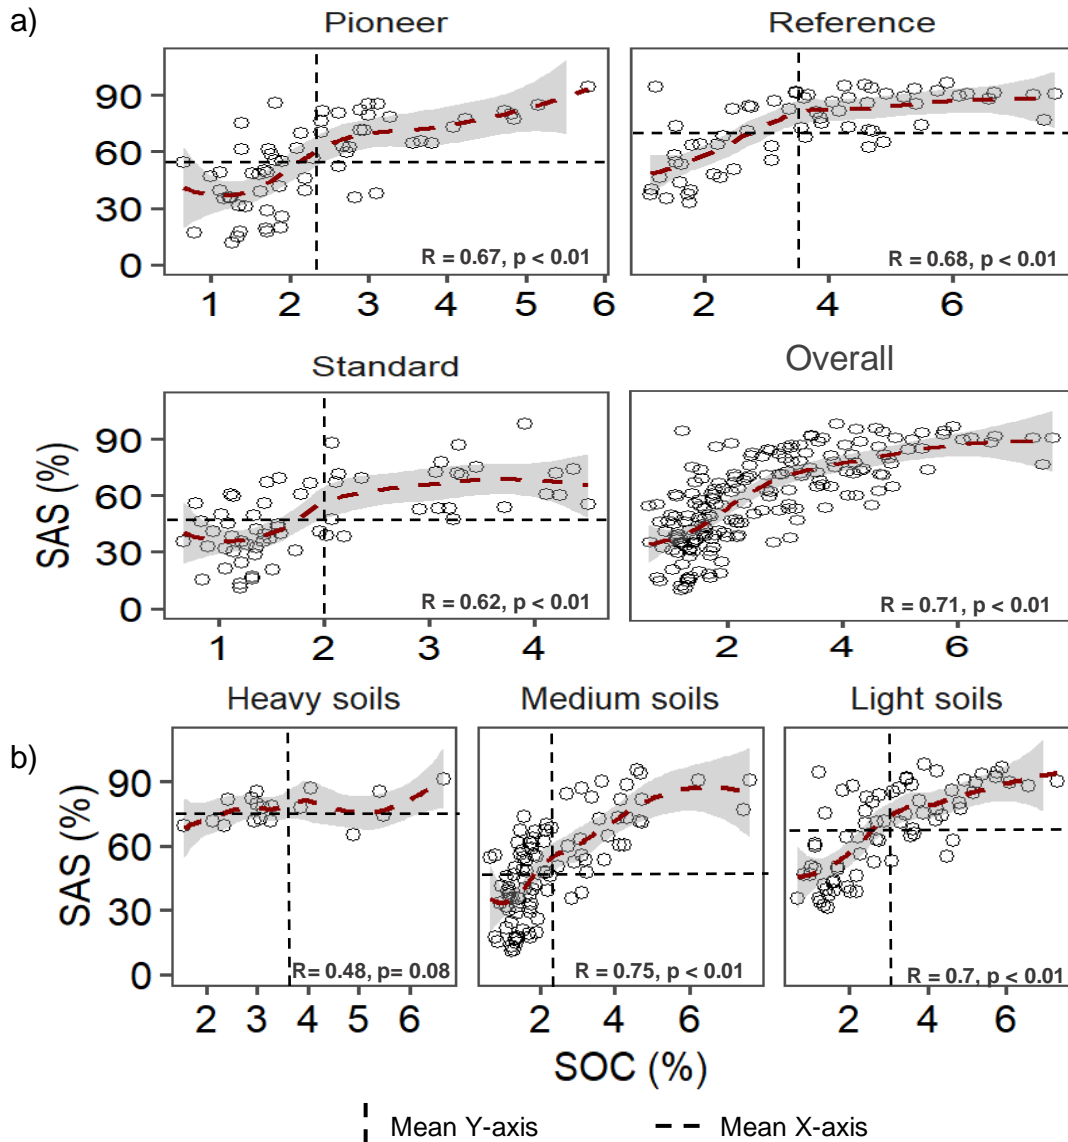 a)
Pioneer
Reference
90
60
30
0
R = 0.67, p < 0.01
R = 0.68, p < 0.01
1 2 3 4 5 6
2 4 6
Standard
Overall
SAS (%)
90
60
30
0
R = 0.62, p < 0.01
R = 0.71, p < 0.01
1 2 3 4
2 4 6
Heavy soils
Medium soils
Light soils
b)
SAS (%)
90
60
30
0
R = 0.48, p= 0.08
R = 0.75, p < 0.01
R = 0.7, p < 0.01
2 3 4 5 6
2 4 6
2 4 6
SOC (%)
Mean Y-axis
Mean X-axis